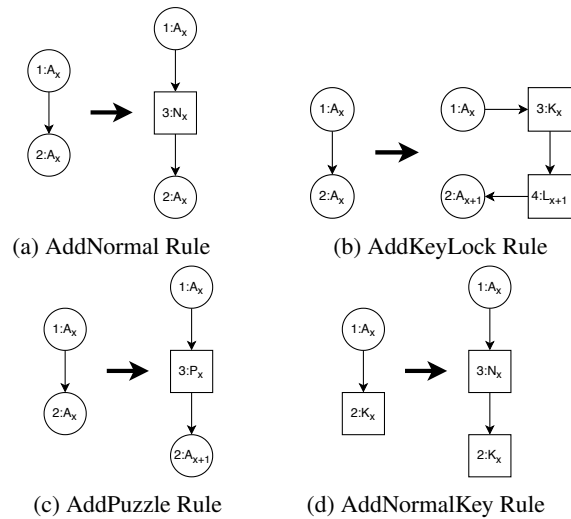 1:Aₓ
2:Aₓ
1:Aₓ
3:Nₓ
2:Aₓ
(a) AddNormal Rule
1:Aₓ
2:Aₓ
1:Aₓ
3:Kₓ
2:Aₓ₊₁
4:Lₓ₊₁
(b) AddKeyLock Rule
1:Aₓ
2:Aₓ
1:Aₓ
3:Pₓ
2:Aₓ₊₁
(c) AddPuzzle Rule
1:Aₓ
2:Kₓ
1:Aₓ
3:Nₓ
2:Kₓ
(d) AddNormalKey Rule